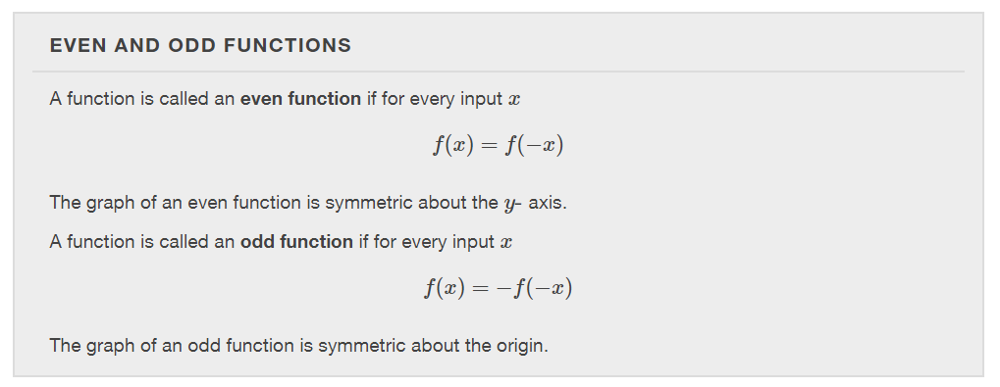 EVEN AND ODD FUNCTIONS
A function is called an even function if for every input x
f(x) = f(−x)
The graph of an even function is symmetric about the y- axis.
A function is called an odd function if for every input x
f(x) = −f(−x)
The graph of an odd function is symmetric about the origin.